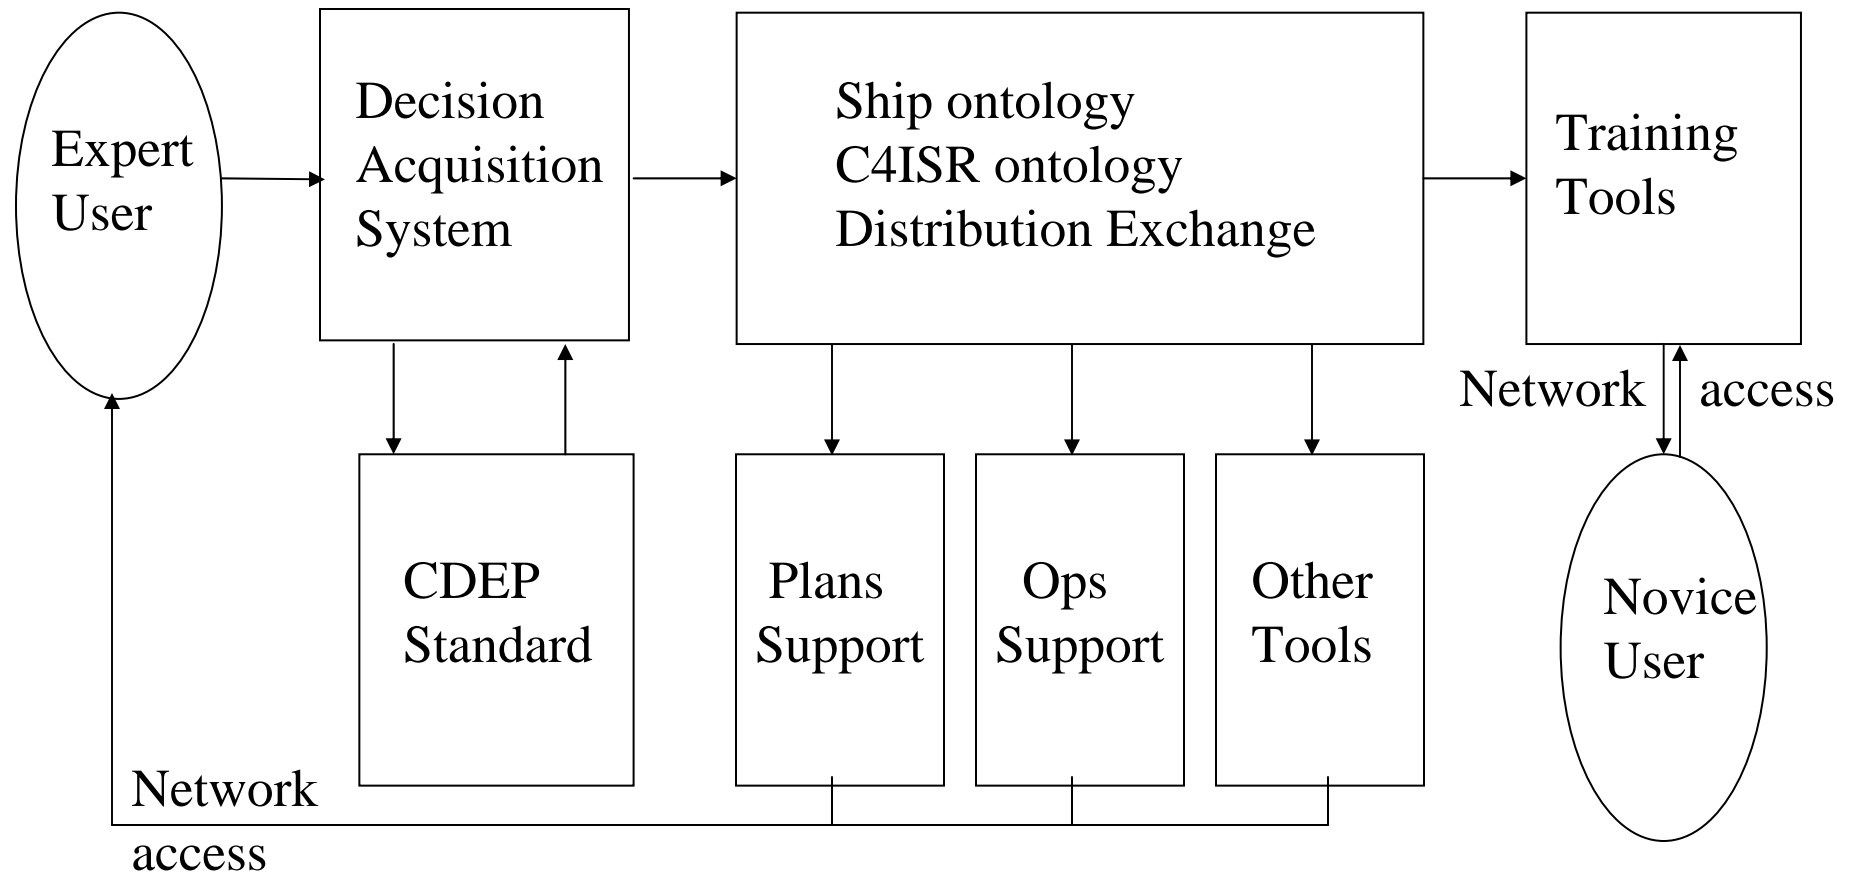 Expert
User
Decision
Acquisition
System
Ship ontology
C4ISR ontology
Distribution Exchange
Training
Tools
Network access
CDEP
Standard
Plans
Support
Ops
Support
Other
Tools
Novice
User
Network
access